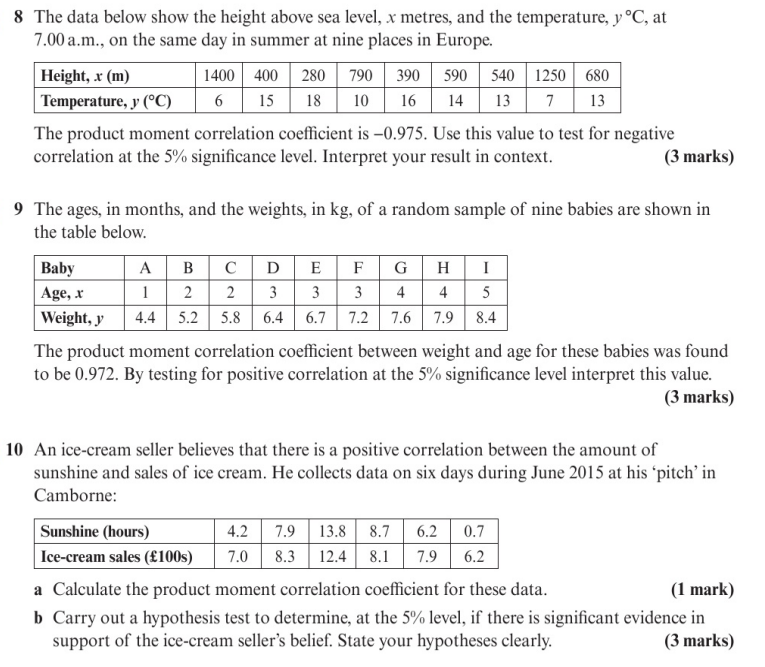 8 The data below show the height above sea level, x metres, and the temperature, y °C, at
7.00 a.m., on the same day in summer at nine places in Europe.
Height, x (m) 1400 400 280 790 390 590 540 1250 680
Temperature, y (°C) 6 15 18 10 16 14 13 7 13
The product moment correlation coefficient is −0.975. Use this value to test for negative
correlation at the 5% significance level. Interpret your result in context. (3 marks)
9 The ages, in months, and the weights, in kg, of a random sample of nine babies are shown in
the table below.
Baby A B C D E F G H I
Age, x 1 2 2 3 3 3 4 4 5
Weight, y 4.4 5.2 5.8 6.4 6.7 7.2 7.6 7.9 8.4
The product moment correlation coefficient between weight and age for these babies was found
to be 0.972. By testing for positive correlation at the 5% significance level interpret this value.
(3 marks)
10 An ice-cream seller believes that there is a positive correlation between the amount of
sunshine and sales of ice cream. He collects data on six days during June 2015 at his ‘pitch’ in
Camborne:
Sunshine (hours) 4.2 7.9 13.8 8.7 6.2 0.7
Ice-cream sales (£100s) 7.0 8.3 12.4 8.1 7.9 6.2
a Calculate the product moment correlation coefficient for these data. (1 mark)
b Carry out a hypothesis test to determine, at the 5% level, if there is significant evidence in
support of the ice-cream seller’s belief. State your hypotheses clearly. (3 marks)